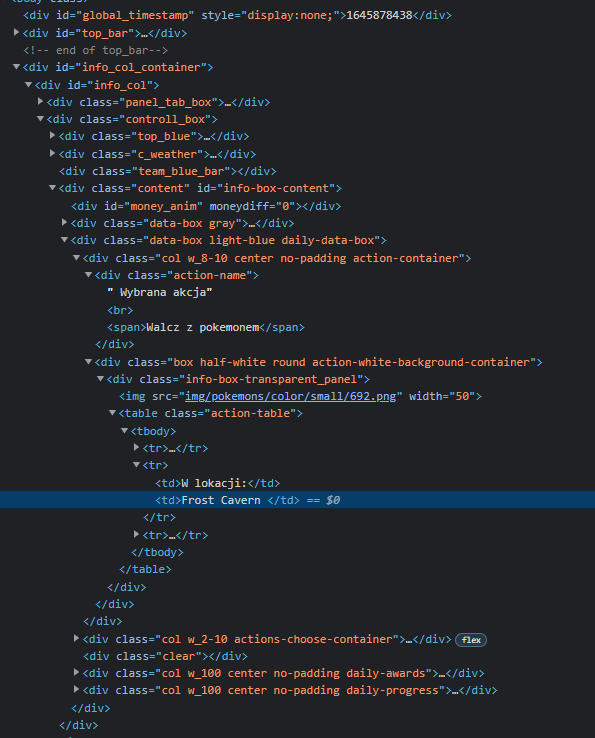 <body class>
<div id="global_timestamp" style="display:none;">1645878438</div>
<div id="top_bar">…</div>
<!-- end of top_bar-->
<div id="info_col_container">
<div id="info_col">
<div class="panel_tab_box">…</div>
<div class="controll_box">
<div class="top_blue">…</div>
<div class="c_weather">…</div>
<div class="team_blue_bar"></div>
<div class="content" id="info-box-content">
<div id="money_anim" moneydiff="0"></div>
<div class="data-box gray">…</div>
<div class="data-box light-blue daily-data-box">
<div class="col w_8-10 center no-padding action-container">
<div class="action-name">
" Wybrana akcja"
<br>
<span>Walcz z pokemonem</span>
</div>
<div class="box half-white round action-white-background-container">
<div class="info-box-transparent_panel">
<img src="img/pokemons/color/small/692.png" width="50">
<table class="action-table">
<tbody>
<tr>…</tr>
<tr>
<td>W lokacji:</td>
<td>Frost Cavern </td> == $0
</tr>
<tr>…</tr>
</tbody>
</table>
</div>
</div>
</div>
<div class="col w_2-10 actions-choose-container">…</div> flex
<div class="clear"></div>
<div class="col w_100 center no-padding daily-awards">…</div>
<div class="col w_100 center no-padding daily-progress">…</div>
</div>
</div>